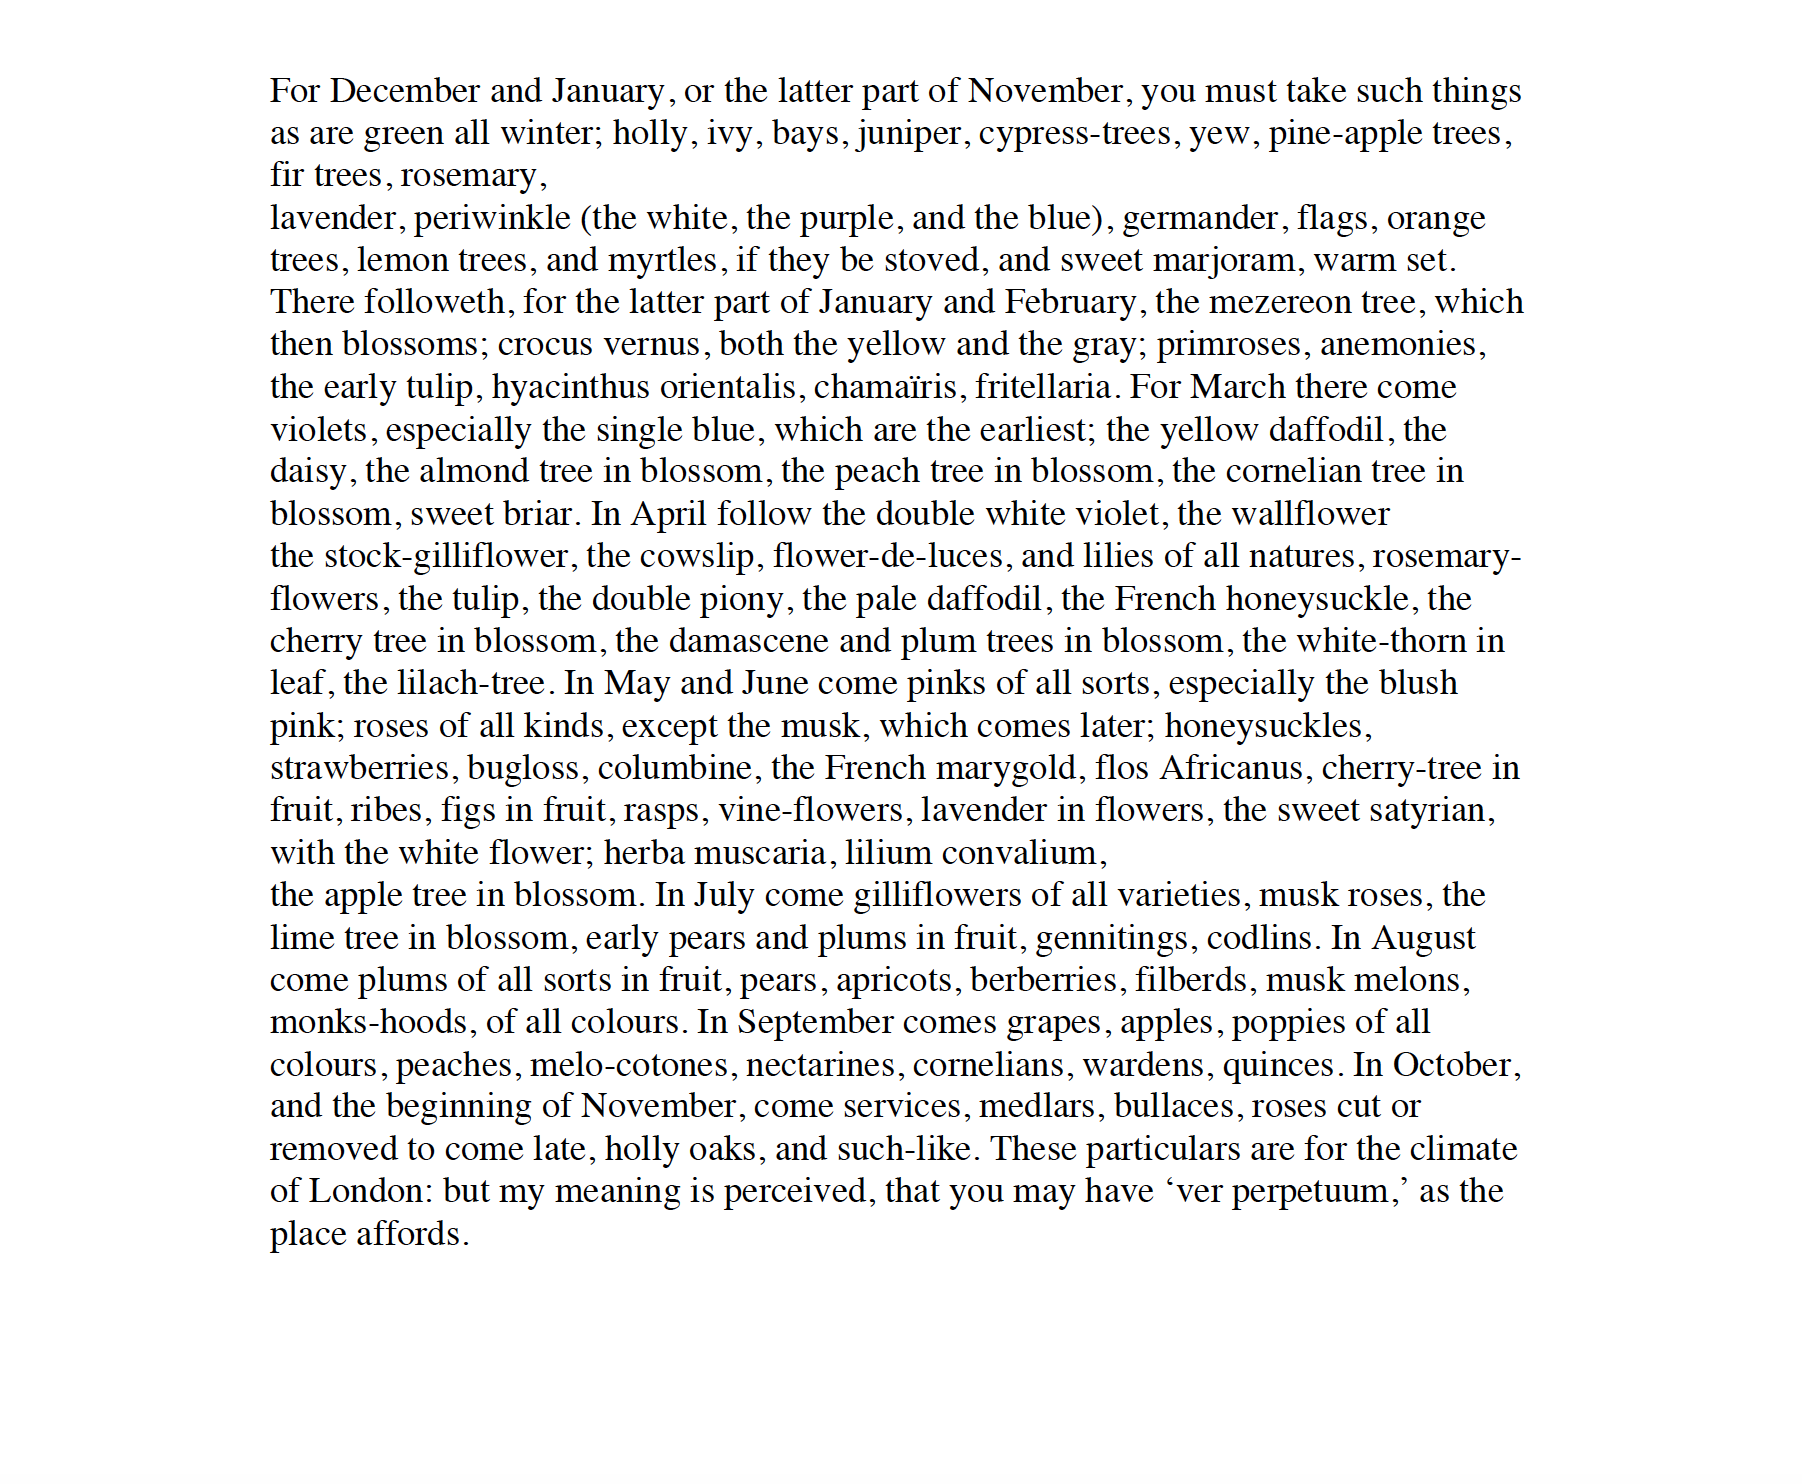 For December and January, or the latter part of November, you must take such things
as are green all winter; holly, ivy, bays, juniper, cypress-trees, yew, pine-apple trees,
fir trees, rosemary,
lavender, periwinkle (the white, the purple, and the blue), germander, flags, orange
trees, lemon trees, and myrtles, if they be stoved, and sweet marjoram, warm set.
There followeth, for the latter part of January and February, the mezereon tree, which
then blossoms; crocus vernus, both the yellow and the gray; primroses, anemonies,
the early tulip, hyacinthus orientalis, chamaïris, fritellaria. For March there come
violets, especially the single blue, which are the earliest; the yellow daffodil, the
daisy, the almond tree in blossom, the peach tree in blossom, the cornelian tree in
blossom, sweet briar. In April follow the double white violet, the wallflower
the stock-gilliflower, the cowslip, flower-de-luces, and lilies of all natures, rosemary-
flowers, the tulip, the double piony, the pale daffodil, the French honeysuckle, the
cherry tree in blossom, the damascene and plum trees in blossom, the white-thorn in
leaf, the lilach-tree. In May and June come pinks of all sorts, especially the blush
pink; roses of all kinds, except the musk, which comes later; honeysuckles,
strawberries, bugloss, columbine, the French marygold, flos Africanus, cherry-tree in
fruit, ribes, figs in fruit, rasps, vine-flowers, lavender in flowers, the sweet satyrian,
with the white flower; herba muscaria, lilium convalium,
the apple tree in blossom. In July come gilliflowers of all varieties, musk roses, the
lime tree in blossom, early pears and plums in fruit, gennitings, codlins. In August
come plums of all sorts in fruit, pears, apricots, berberries, filberds, musk melons,
monks-hoods, of all colours. In September comes grapes, apples, poppies of all
colours, peaches, melo-cotones, nectarines, cornelians, wardens, quinces. In October,
and the beginning of November, come services, medlars, bullaces, roses cut or
removed to come late, holly oaks, and such-like. These particulars are for the climate
of London: but my meaning is perceived, that you may have ‘ver perpetuum,’ as the
place affords.